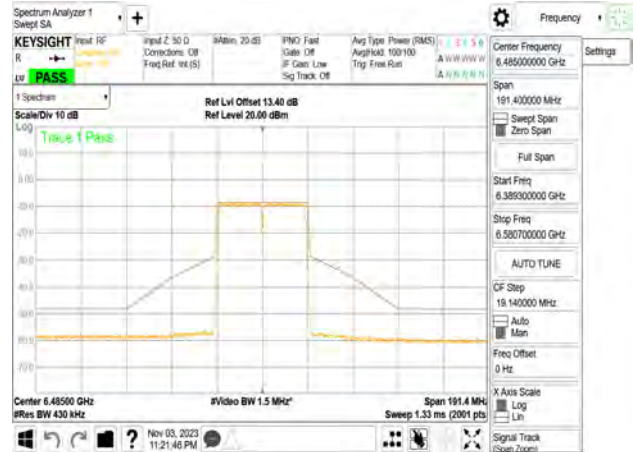 Spectrum Analyzer 1
Swept SA
+
Frequency
KEYSIGHT
R
LV PASS
Input: RF
Input Z: 50 Ω
Corrections: Off
Freq Ref: Int (S)
#Atten: 20 dB
PNO: Fast
Gate: Off
IF Gain: Low
Sig Track: Off
Avg Type: Power (RMS)
Avg|Hold: 100/100
Trig: Free Run
A W W W W W
A N N N N N
1 Spectrum
Scale/Div 10 dB
Log
Ref Lvl Offset 13.40 dB
Ref Level 20.00 dBm
Trace 1 Pass
10.0
0.00
Center 6.48500 GHz
#Res BW 430 kHz
#Video BW 1.5 MHz*
Span 191.4 MHz
Sweep 1.33 ms (2001 pts
Nov 03, 2023
11:21:46 PM
?
Center Frequency
6.485000000 GHz
Settings
Span
191.400000 MHz
Swept Span
Zero Span
Full Span
Start Freq
6.389300000 GHz
Stop Freq
6.580700000 GHz
AUTO TUNE
CF Step
19.140000 MHz
Auto
Man
Freq Offset
0 Hz
X Axis Scale
Log
Lin
Signal Track
(Span Zoom)